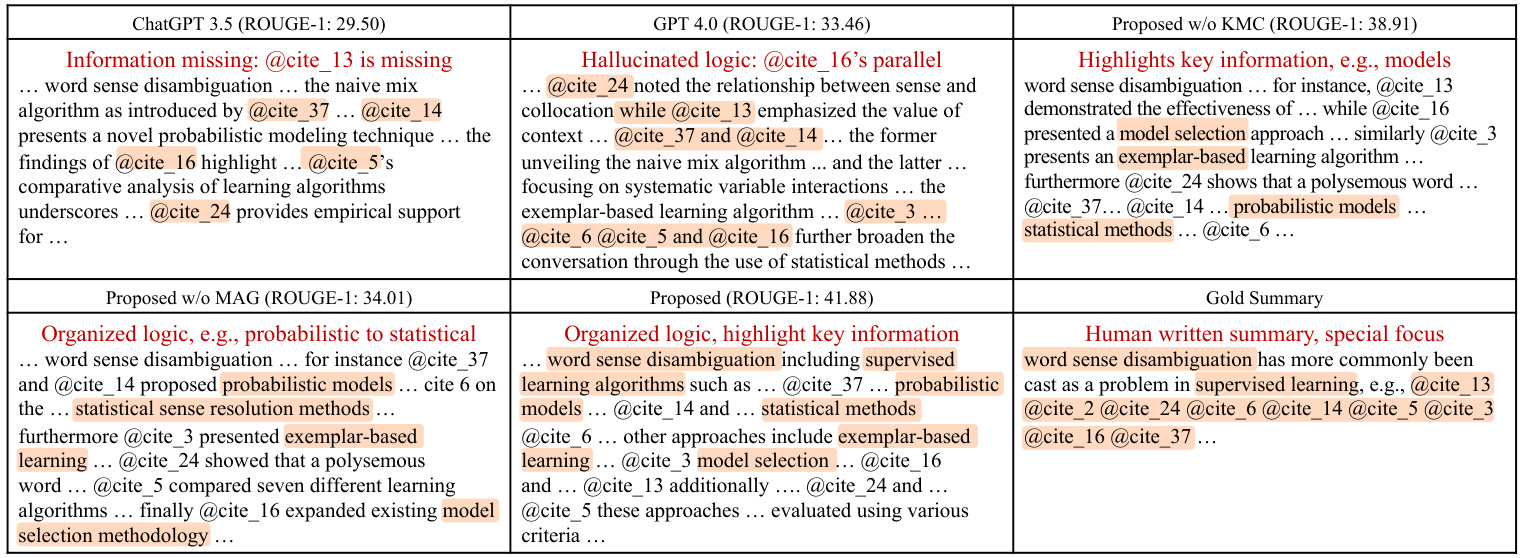 ChatGPT 3.5 (ROUGE-1: 29.50)
Information missing: @cite_13 is missing
… word sense disambiguation … the naive mix
algorithm as introduced by @cite_37 … @cite_14
presents a novel probabilistic modeling technique … the
findings of @cite_16 highlight … @cite_5's
comparative analysis of learning algorithms
underscores … @cite_24 provides empirical support
for …
GPT 4.0 (ROUGE-1: 33.46)
Hallucinated logic: @cite_16's parallel
… @cite_24 noted the relationship between sense and
collocation while @cite_13 emphasized the value of
context … @cite_37 and @cite_14 … the former
unveiling the naive mix algorithm ... and the latter …
focusing on systematic variable interactions … the
exemplar-based learning algorithm … @cite_3 …
@cite_6 @cite_5 and @cite_16 further broaden the
conversation through the use of statistical methods …
Proposed w/o KMC (ROUGE-1: 38.91)
Highlights key information, e.g., models
word sense disambiguation … for instance, @cite_13
demonstrated the effectiveness of … while @cite_16
presented a model selection approach … similarly @cite_3
presents an exemplar-based learning algorithm …
furthermore @cite_24 shows that a polysemous word …
@cite_37… @cite_14 … probabilistic models …
statistical methods … @cite_6 …
Proposed w/o MAG (ROUGE-1: 34.01)
Organized logic, e.g., probabilistic to statistical
… word sense disambiguation … for instance @cite_37
and @cite_14 proposed probabilistic models … cite 6 on
the … statistical sense resolution methods …
furthermore @cite_3 presented exemplar-based
learning … @cite_24 showed that a polysemous
word … @cite_5 compared seven different learning
algorithms … finally @cite_16 expanded existing model
selection methodology …
Proposed (ROUGE-1: 41.88)
Organized logic, highlight key information
… word sense disambiguation including supervised
learning algorithms such as … @cite_37 … probabilistic
models … @cite_14 and … statistical methods
@cite_6 … other approaches include exemplar-based
learning … @cite_3 model selection … @cite_16
and … @cite_13 additionally …. @cite_24 and …
@cite_5 these approaches … evaluated using various
criteria …
Gold Summary
Human written summary, special focus
word sense disambiguation has more commonly been
cast as a problem in supervised learning, e.g., @cite_13
@cite_2 @cite_24 @cite_6 @cite_14 @cite_5 @cite_3
@cite_16 @cite_37 …